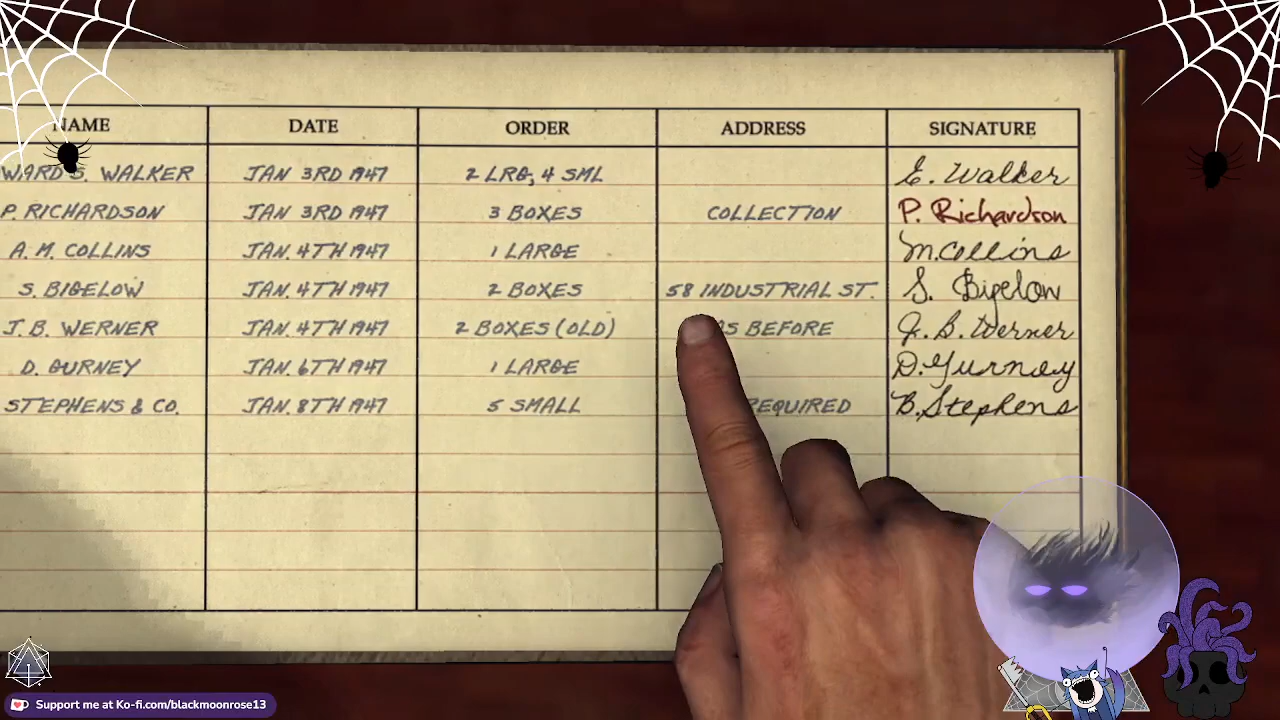 NAME DATE ORDER ADDRESS SIGNATURE
WARD S. WALKER JAN 3RD 1947 2 LRG, 4 SML E. Walker
P. RICHARDSON JAN 3RD 1947 3 BOXES COLLECTION P. Richardson
A. M. COLLINS JAN. 4TH 1947 1 LARGE M. Collins
S. BIGELOW JAN. 4TH 1947 2 BOXES 58 INDUSTRIAL ST. S. Bigelow
J. B. WERNER JAN. 4TH 1947 2 BOXES (OLD) AS BEFORE J. B. Werner
D. GURNEY JAN. 6TH 1947 1 LARGE D. Gurney
STEPHENS & CO. JAN. 8TH 1947 5 SMALL REQUIRED B. Stephens
Support me at Ko-fi.com/blackmoonrose13